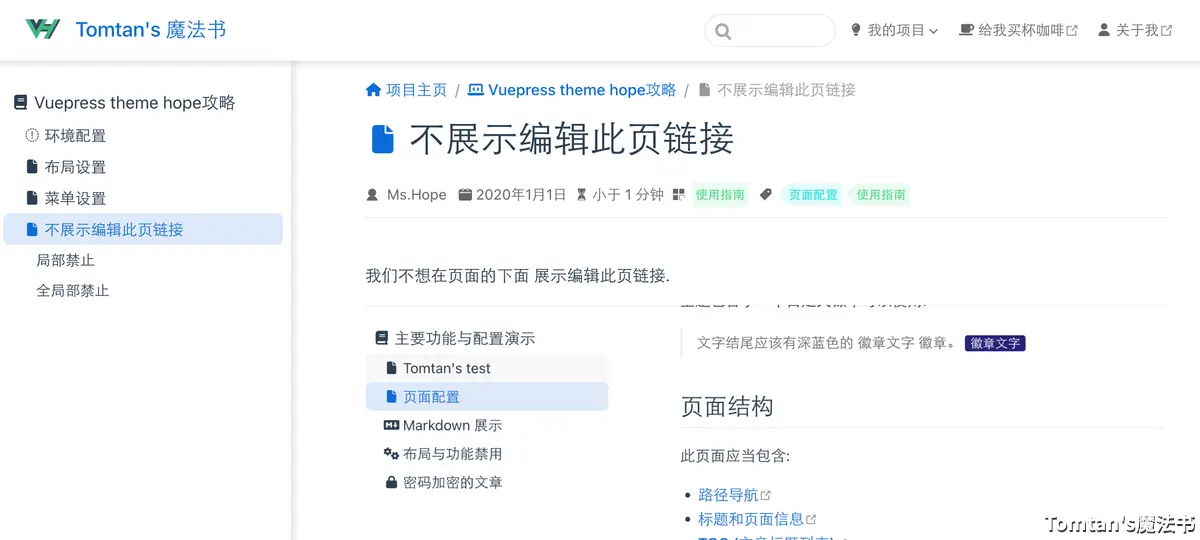 Tomtan's 魔法书
我的项目
给我买杯咖啡
关于我
Vuepress theme hope攻略
环境配置
布局设置
菜单设置
不展示编辑此页链接
局部禁止
全局部禁止
项目主页 / Vuepress theme hope攻略 / 不展示编辑此页链接
不展示编辑此页链接
Ms.Hope 2020年1月1日 小于 1 分钟 使用指南 页面配置 使用指南
我们不想在页面的下面 展示编辑此页链接.
主要功能与配置演示
Tomtan's test
页面配置
Markdown 展示
布局与功能禁用
密码加密的文章
文字结尾应该有深蓝色的 徽章文字 徽章。 徽章文字
页面结构
此页面应当包含:
路径导航
标题和页面信息
Tomtan's魔法书